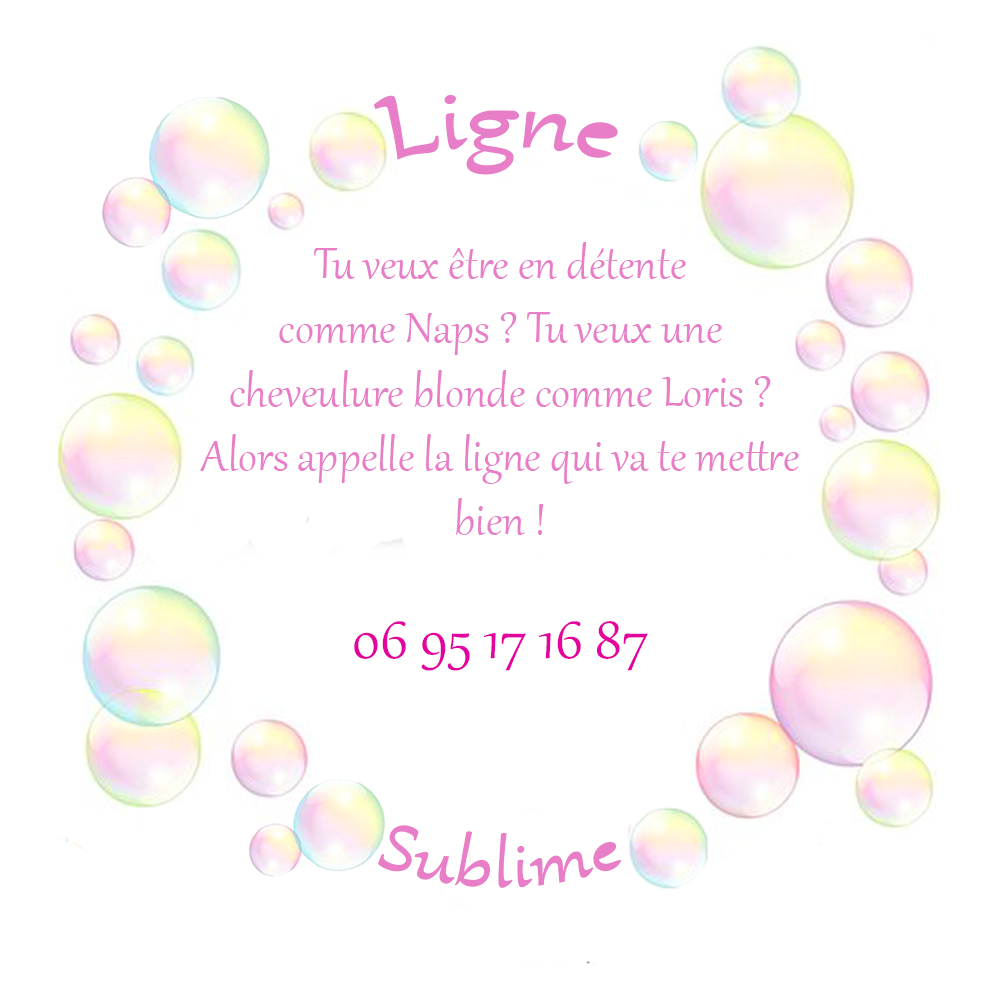 Ligne
Tu veux être en détente
comme Naps ? Tu veux une
cheveulure blonde comme Loris ?
Alors appelle la ligne qui va te mettre
bien !
06 95 17 16 87
Sublime